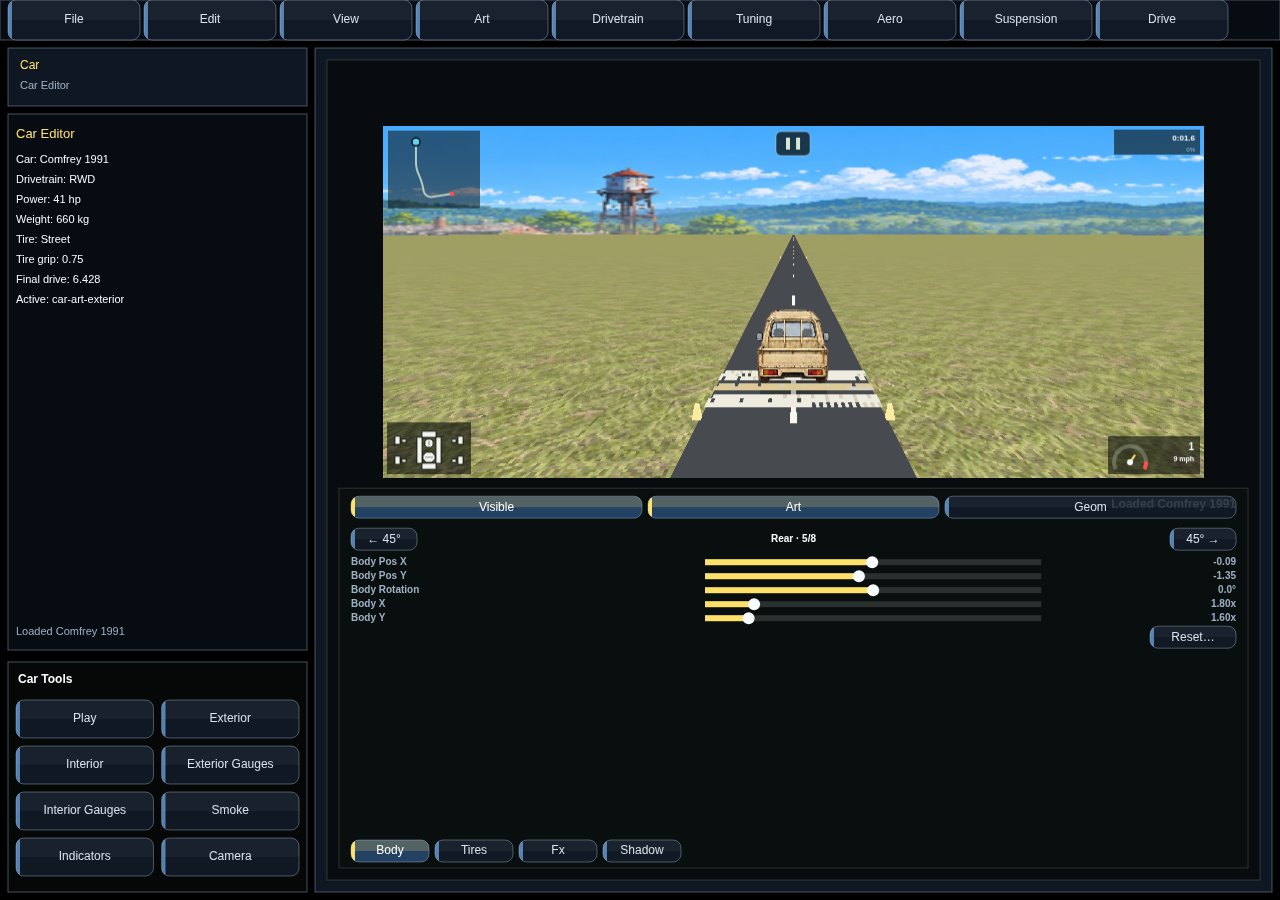 File Edit View Art Drivetrain Tuning Aero Suspension Drive
Car
Car Editor
Car Editor
Car: Comfrey 1991
Drivetrain: RWD
Power: 41 hp
Weight: 660 kg
Tire: Street
Tire grip: 0.75
Final drive: 6.428
Active: car-art-exterior
Loaded Comfrey 1991
Car Tools
Play Exterior
Interior Exterior Gauges
Interior Gauges Smoke
Indicators Camera
0:01.6
0%
1
9 mph
Visible Art Geom Loaded Comfrey 1991
← 45° Rear · 5/8 45° →
Body Pos X -0.09
Body Pos Y -1.35
Body Rotation 0.0°
Body X 1.80x
Body Y 1.60x
Reset…
Body Tires Fx Shadow